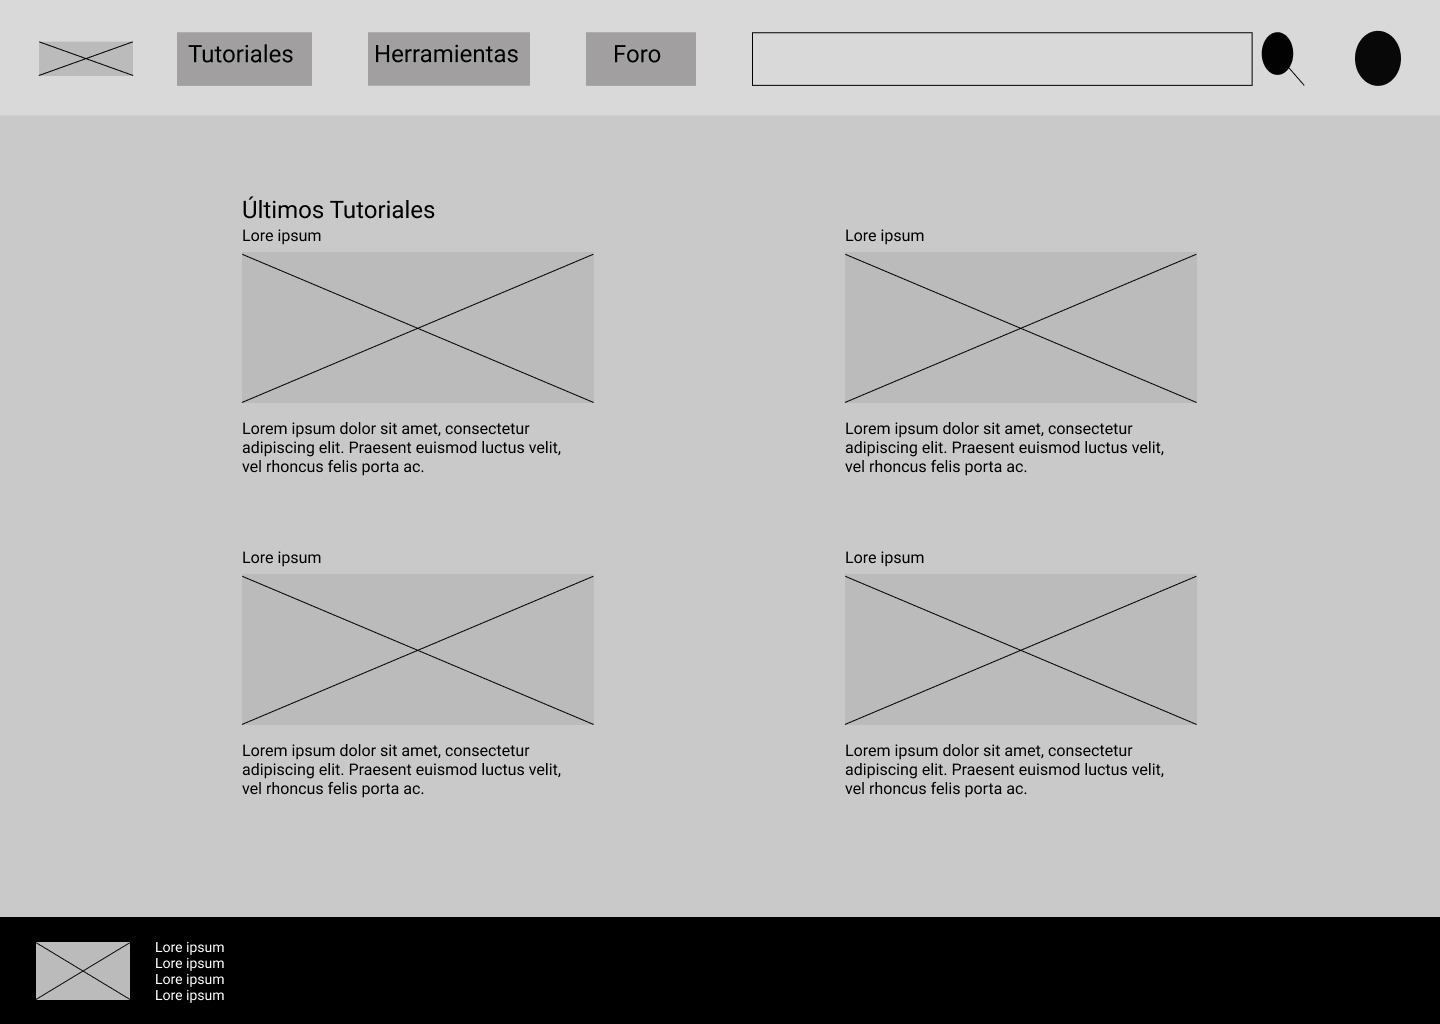 Tutoriales
Herramientas
Foro
Últimos Tutoriales
Lore ipsum
Lorem ipsum dolor sit amet, consectetur
adipiscing elit. Praesent euismod luctus velit,
vel rhoncus felis porta ac.
Lore ipsum
Lorem ipsum dolor sit amet, consectetur
adipiscing elit. Praesent euismod luctus velit,
vel rhoncus felis porta ac.
Lore ipsum
Lorem ipsum dolor sit amet, consectetur
adipiscing elit. Praesent euismod luctus velit,
vel rhoncus felis porta ac.
Lore ipsum
Lorem ipsum dolor sit amet, consectetur
adipiscing elit. Praesent euismod luctus velit,
vel rhoncus felis porta ac.
Lore ipsum
Lore ipsum
Lore ipsum
Lore ipsum